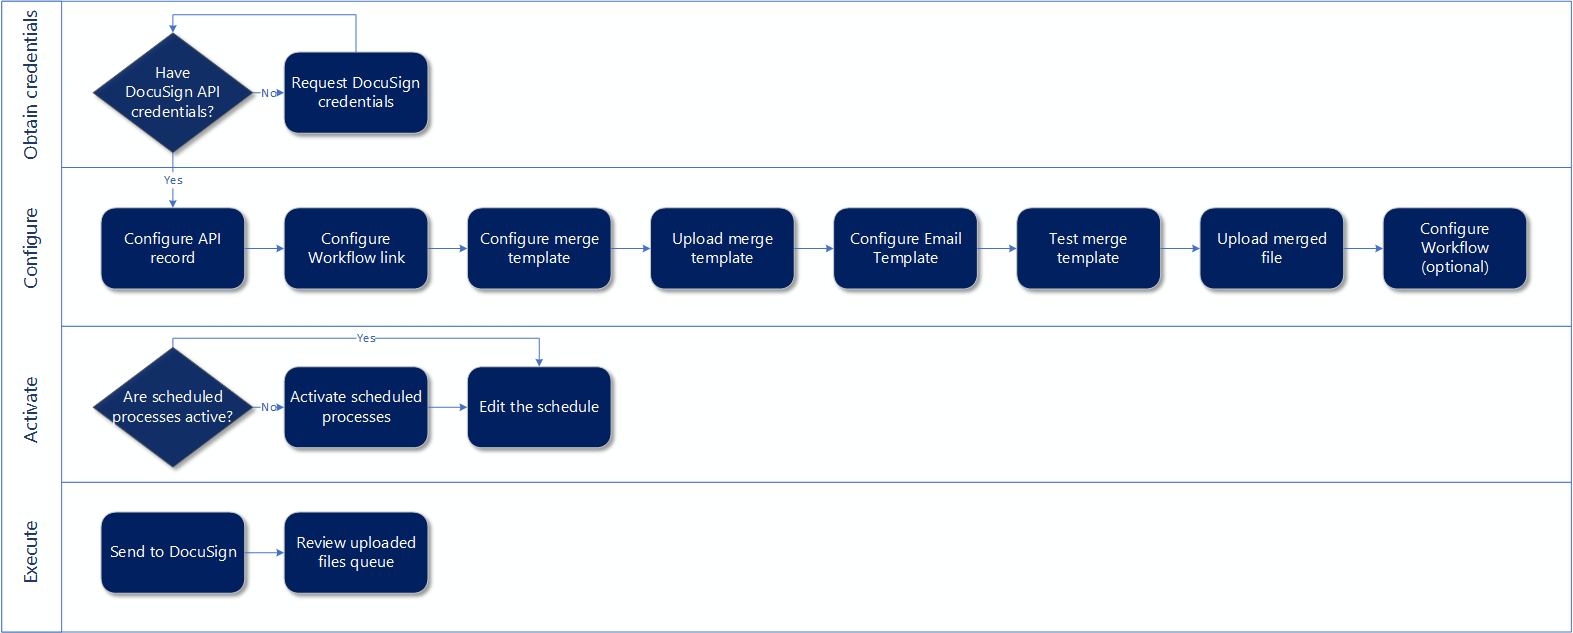 Obtain credentials
Have
DocuSign API
credentials?
No
Request DocuSign
credentials
Yes
Configure
Configure API
record
Configure
Workflow link
Configure merge
template
Upload merge
template
Configure Email
Template
Test merge
template
Upload merged
file
Configure
Workflow
(optional)
Activate
Yes
Are scheduled
processes active?
No
Activate scheduled
processes
Edit the schedule
Execute
Send to DocuSign
Review uploaded
files queue